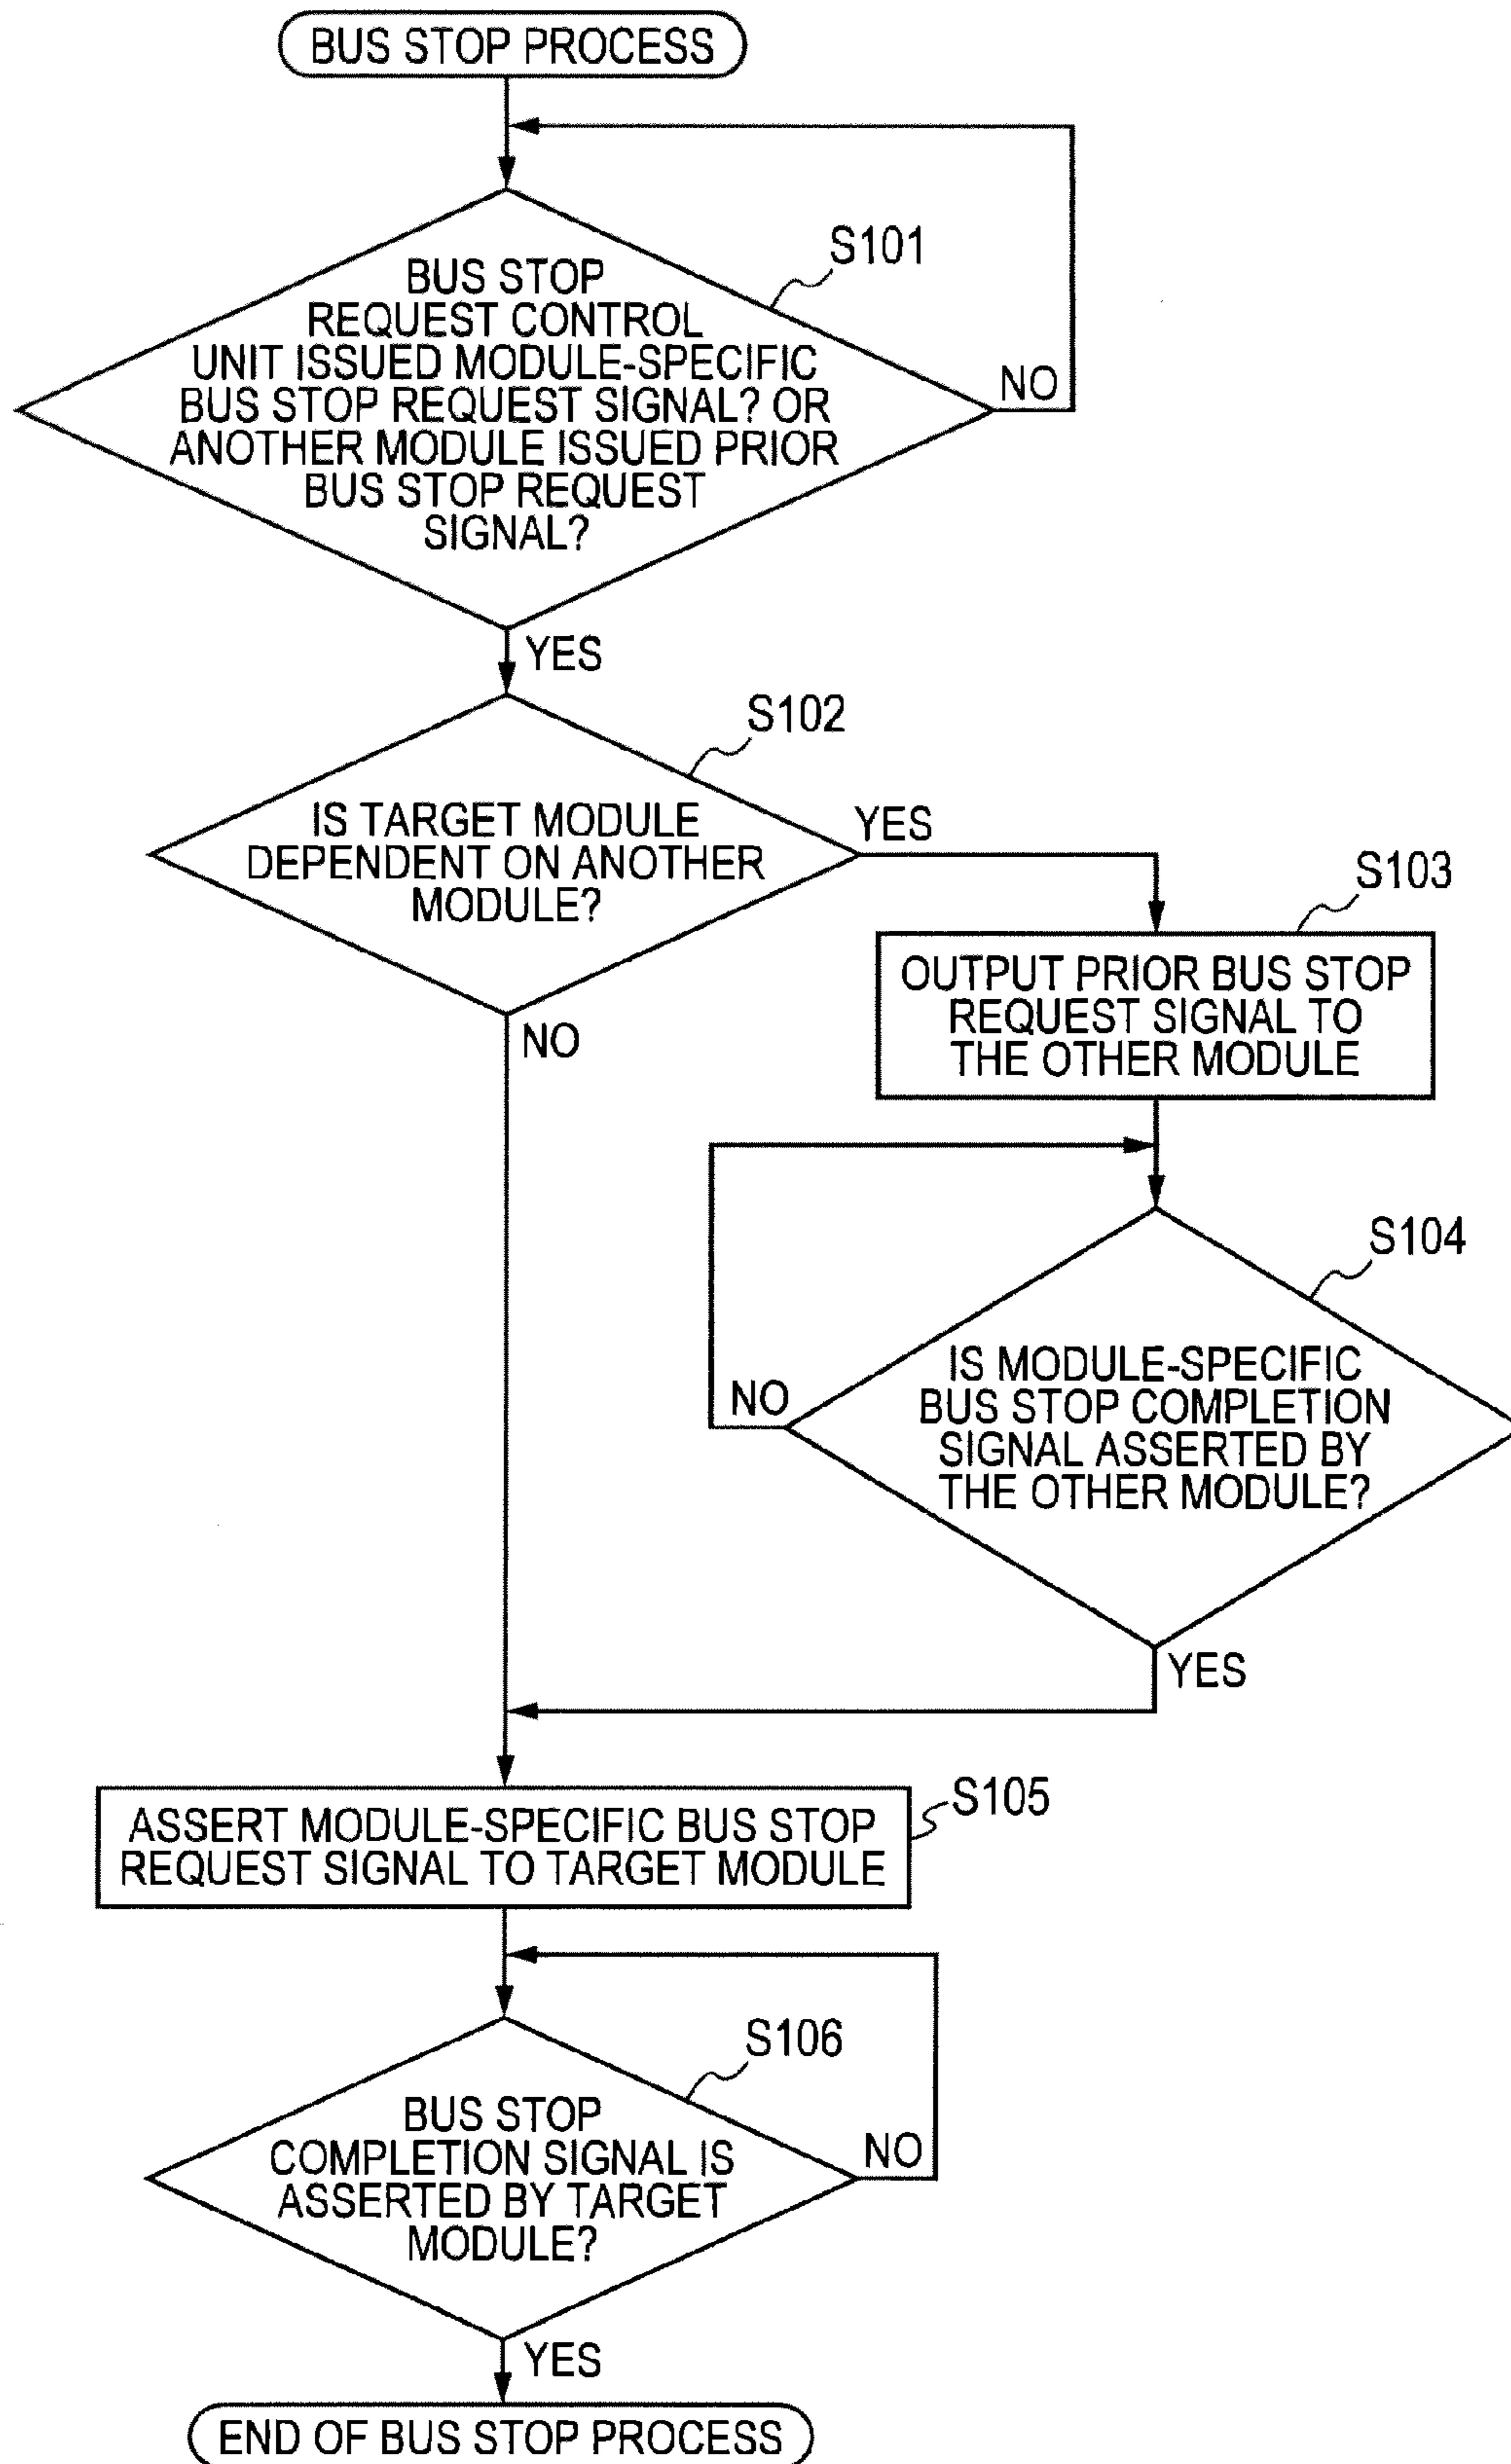 BUS STOP PROCESS
S101
BUS STOP
REQUEST CONTROL
UNIT ISSUED MODULE-SPECIFIC
BUS STOP REQUEST SIGNAL? OR
ANOTHER MODULE ISSUED PRIOR
BUS STOP REQUEST
SIGNAL?
NO
YES
S102
IS TARGET MODULE
DEPENDENT ON ANOTHER
MODULE?
YES
NO
S103
OUTPUT PRIOR BUS STOP
REQUEST SIGNAL TO
THE OTHER MODULE
S104
IS MODULE-SPECIFIC
BUS STOP COMPLETION
SIGNAL ASSERTED BY
THE OTHER MODULE?
NO
YES
S105
ASSERT MODULE-SPECIFIC BUS STOP
REQUEST SIGNAL TO TARGET MODULE
S106
BUS STOP
COMPLETION SIGNAL IS
ASSERTED BY TARGET
MODULE?
NO
YES
END OF BUS STOP PROCESS